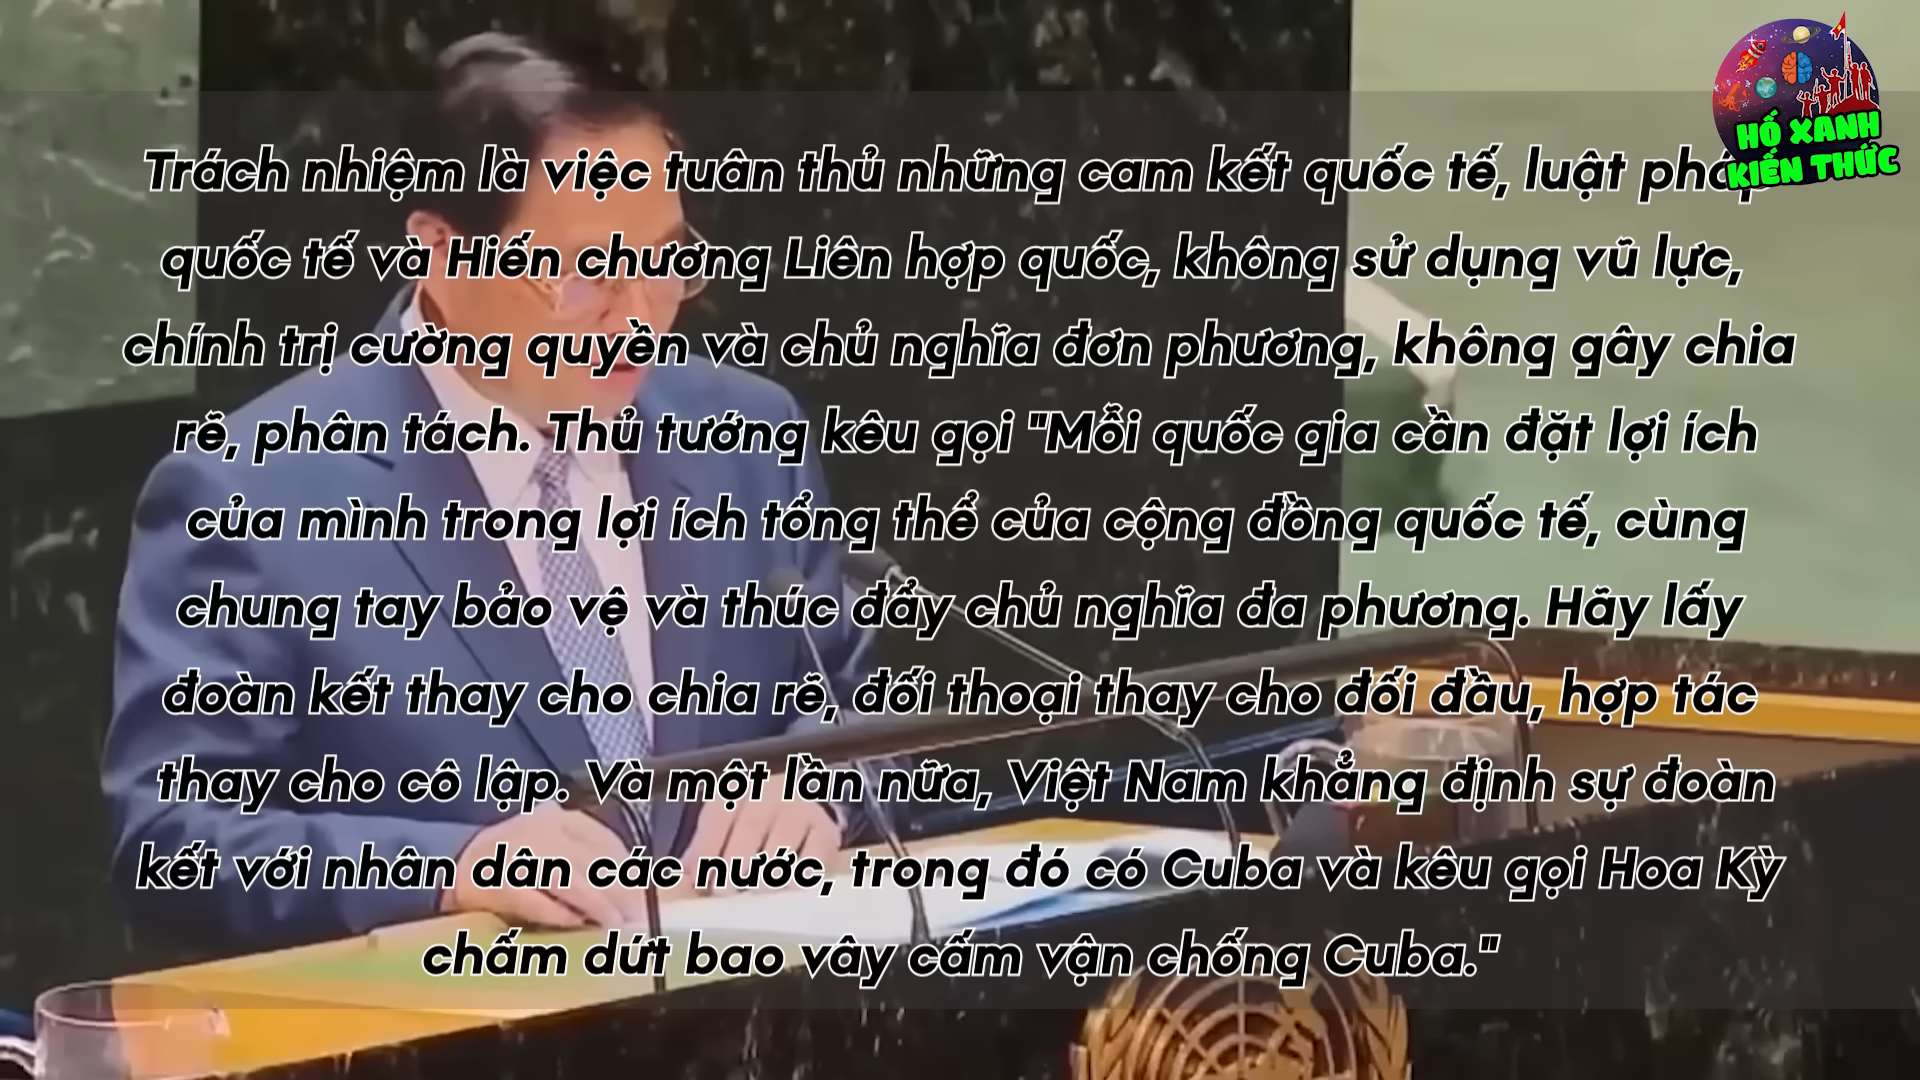 HỐ XANH
KIẾN THỨC
Trách nhiệm là việc tuân thủ những cam kết quốc tế, luật pháp
quốc tế và Hiến chương Liên hợp quốc, không sử dụng vũ lực,
chính trị cường quyền và chủ nghĩa đơn phương, không gây chia
rẽ, phân tách. Thủ tướng kêu gọi "Mỗi quốc gia cần đặt lợi ích
của mình trong lợi ích tổng thể của cộng đồng quốc tế, cùng
chung tay bảo vệ và thúc đẩy chủ nghĩa đa phương. Hãy lấy
đoàn kết thay cho chia rẽ, đối thoại thay cho đối đầu, hợp tác
thay cho cô lập. Và một lần nữa, Việt Nam khẳng định sự đoàn
kết với nhân dân các nước, trong đó có Cuba và kêu gọi Hoa Kỳ
chấm dứt bao vây cấm vận chống Cuba."